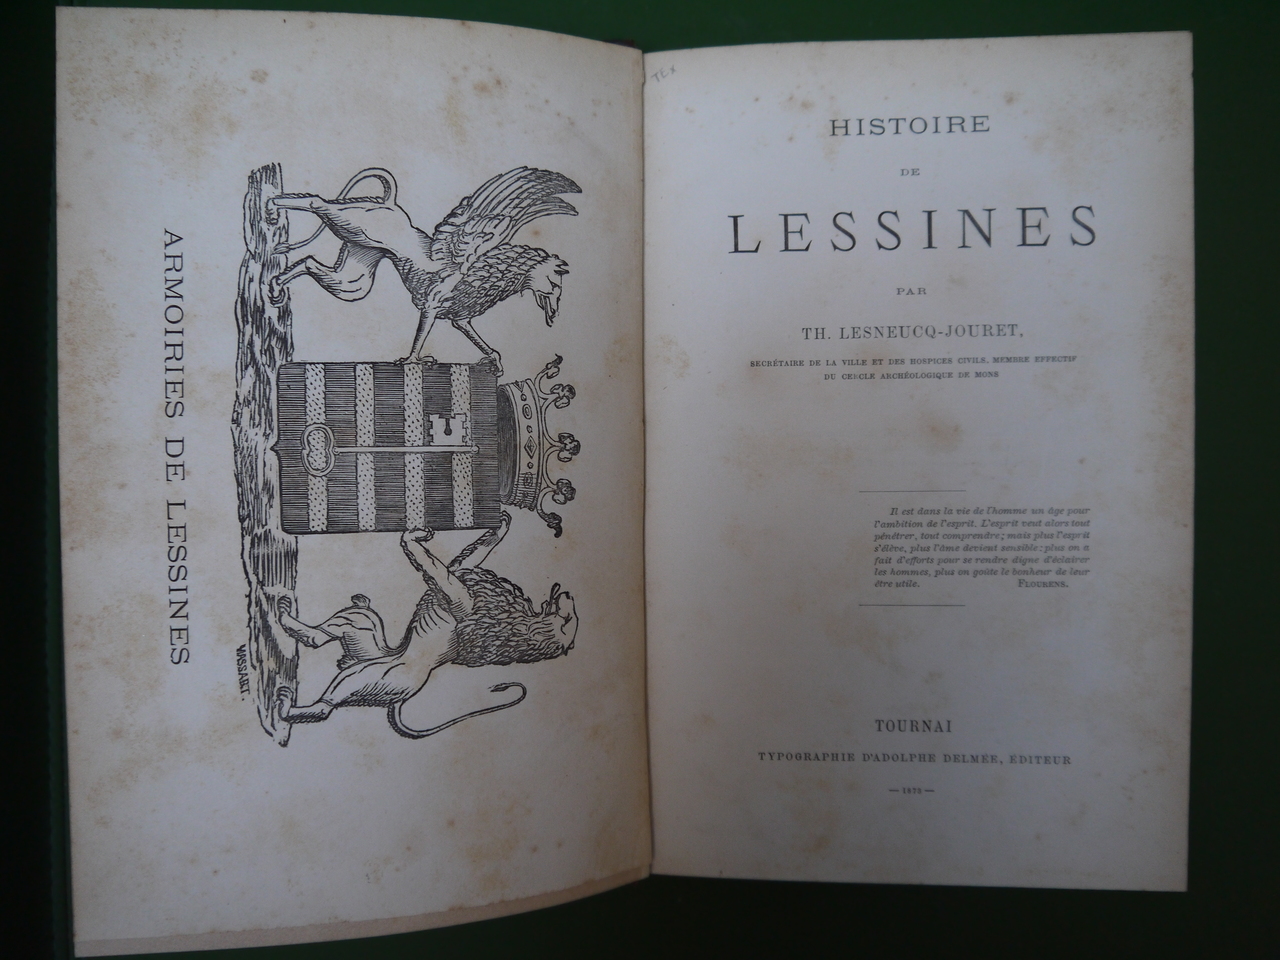 ARMOIRIES DE LESSINES
WASSART.
HISTOIRE
DE
LESSINES
PAR
TH. LESNEUCQ-JOURET,
SECRÉTAIRE DE LA VILLE ET DES HOSPICES CIVILS, MEMBRE EFFECTIF
DU CERCLE ARCHÉOLOGIQUE DE MONS
Il est dans la vie de l'homme un âge pour
l'ambition de l'esprit. L'esprit veut alors tout
pénétrer, tout comprendre; mais plus l'esprit
s'élève, plus l'âme devient sensible: plus on a
fait d'efforts pour se rendre digne d'éclairer
les hommes, plus on goûte le bonheur de leur
être utile. FLOURENS.
TOURNAI
TYPOGRAPHIE D'ADOLPHE DELMÉE, ÉDITEUR